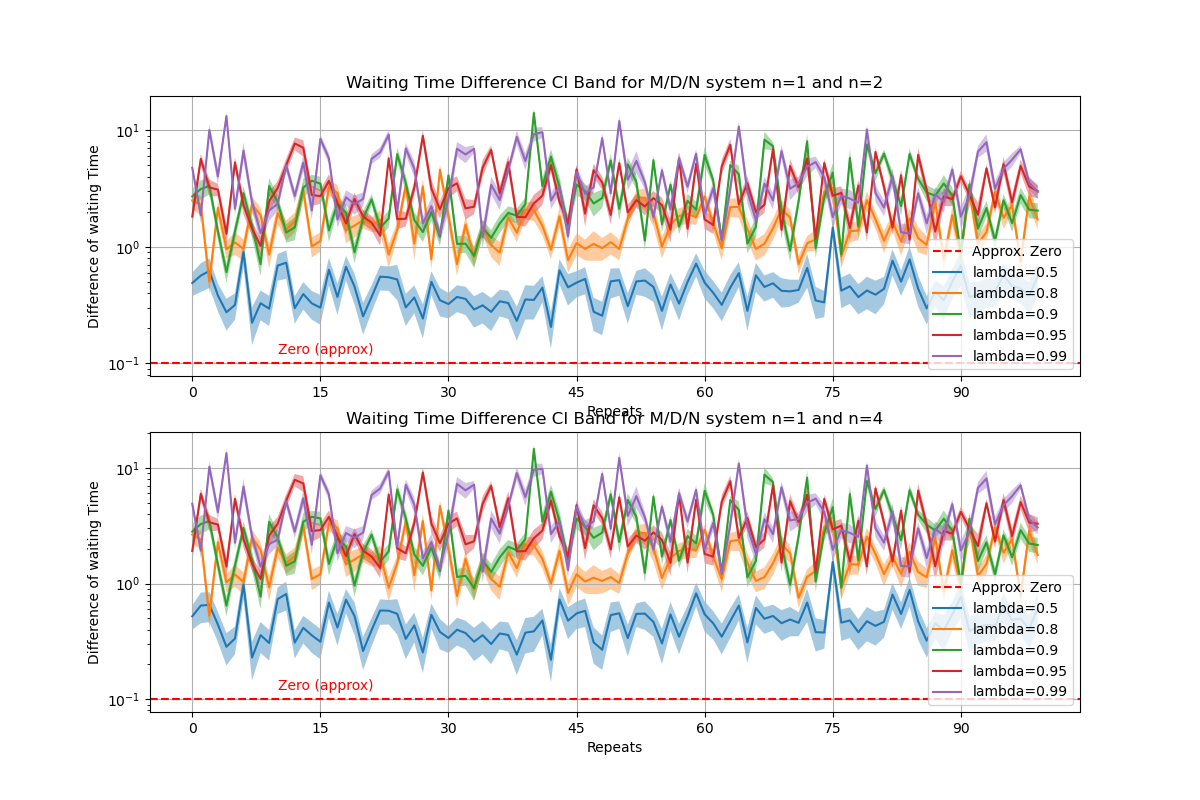 Waiting Time Difference CI Band for M/D/N system n=1 and n=2
Difference of waiting Time
10¹
10⁰
10⁻¹
Zero (approx)
Approx. Zero
lambda=0.5
lambda=0.8
lambda=0.9
lambda=0.95
lambda=0.99
0 15 30 45 60 75 90
Repeats
Waiting Time Difference CI Band for M/D/N system n=1 and n=4
Difference of waiting Time
10¹
10⁰
10⁻¹
Zero (approx)
Approx. Zero
lambda=0.5
lambda=0.8
lambda=0.9
lambda=0.95
lambda=0.99
0 15 30 45 60 75 90
Repeats